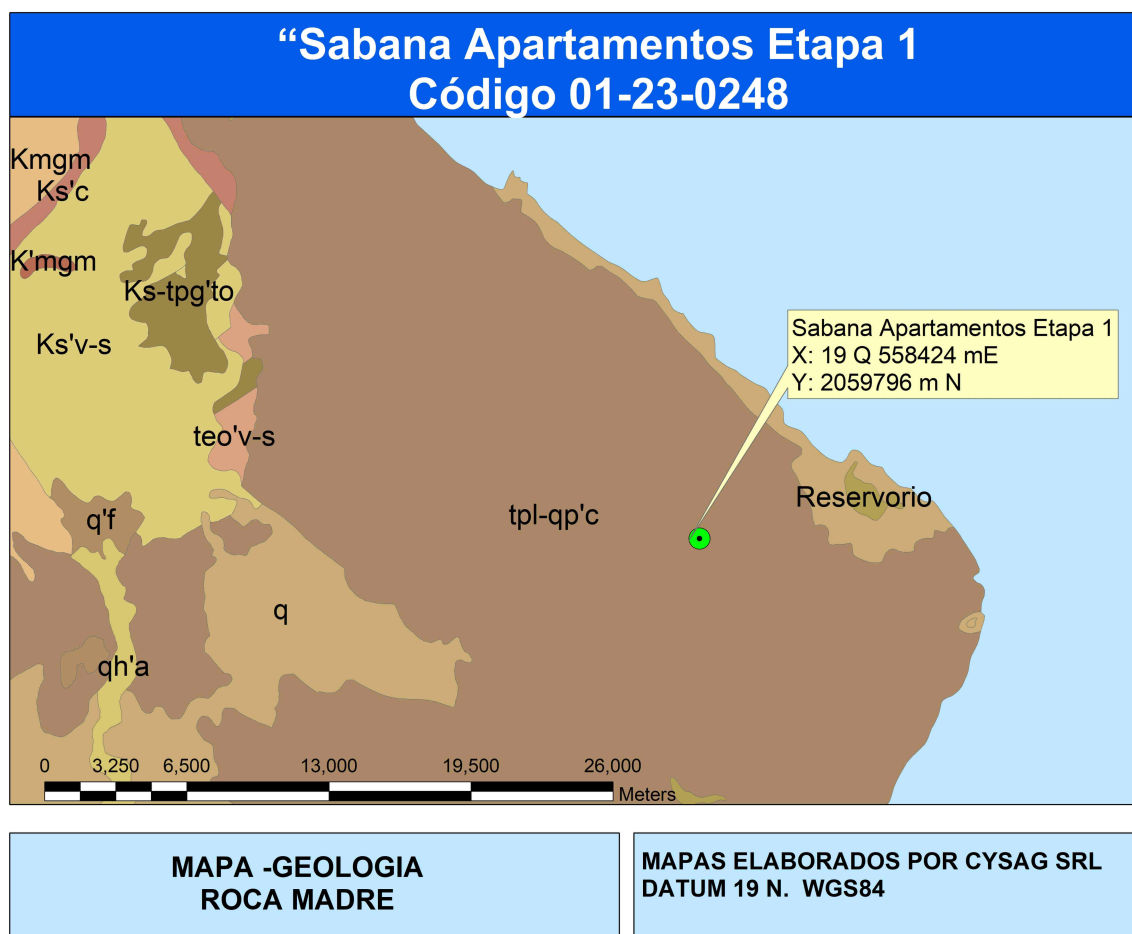 “Sabana Apartamentos Etapa 1
Código 01-23-0248
Kmgm
Ks'c
K'mgm
Ks-tpg'to
Ks'v-s
Sabana Apartamentos Etapa 1
X: 19 Q 558424 mE
Y: 2059796 m N
teo'v-s
Reservorio
tpl-qp'c
q'f
q
qh'a
0 3,250 6,500 13,000 19,500 26,000
Meters
MAPA -GEOLOGIA
ROCA MADRE
MAPAS ELABORADOS POR CYSAG SRL
DATUM 19 N. WGS84